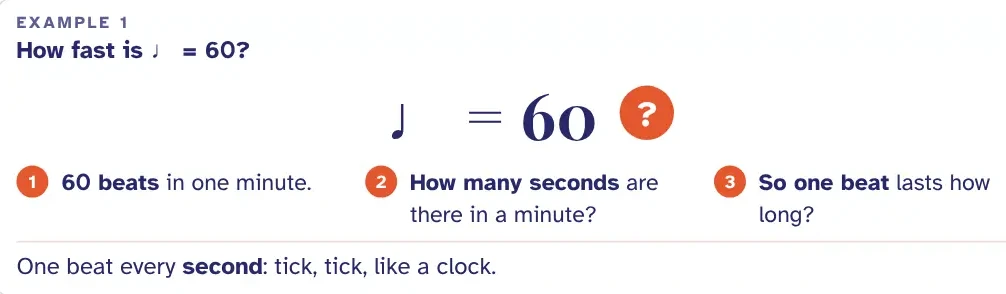 EXAMPLE 1
How fast is ♩ = 60?
♩ = 60 ?
1 60 beats in one minute.
2 How many seconds are
there in a minute?
3 So one beat lasts how
long?
One beat every second: tick, tick, like a clock.